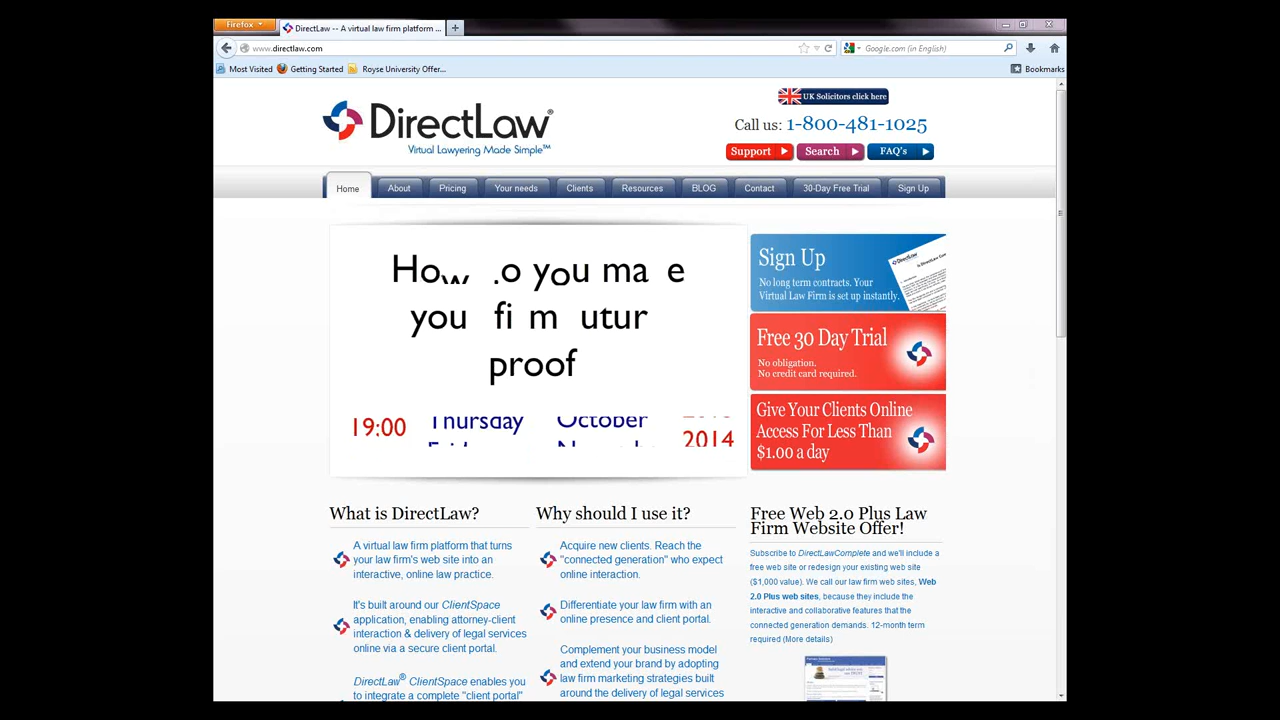 Firefox
DirectLaw -- A virtual law firm platform ...
www.directlaw.com
Google.com (in English)
Most Visited
Getting Started
Royse University Offer...
Bookmarks
UK Solicitors click here
DirectLaw®
Virtual Lawyering Made Simple™
Call us: 1-800-481-1025
Support
Search
FAQ's
Home
About
Pricing
Your needs
Clients
Resources
BLOG
Contact
30-Day Free Trial
Sign Up
you
proof
19:00
Thursday
October
2014
Sign Up
No long term contracts. Your
Virtual Law Firm is set up instantly.
DirectLaw
Free 30 Day Trial
No obligation.
No credit card required.
Give Your Clients Online
Access For Less Than
$1.00 a day
What is DirectLaw?
A virtual law firm platform that turns
your law firm's web site into an
interactive, online law practice.
It's built around our ClientSpace
application, enabling attorney-client
interaction & delivery of legal services
online via a secure client portal.
DirectLaw® ClientSpace enables you
to integrate a complete "client portal"
Why should I use it?
Acquire new clients. Reach the
"connected generation" who expect
online interaction.
Differentiate your law firm with an
online presence and client portal.
Complement your business model
and extend your brand by adopting
law firm marketing strategies built
around the delivery of legal services
Free Web 2.0 Plus Law
Firm Website Offer!
Subscribe to DirectLawComplete and we'll include a
free web site or redesign your existing web site
($1,000 value). We call our law firm web sites, Web
2.0 Plus web sites, because they include the
interactive and collaborative features that the
connected generation demands. 12-month term
required (More details)